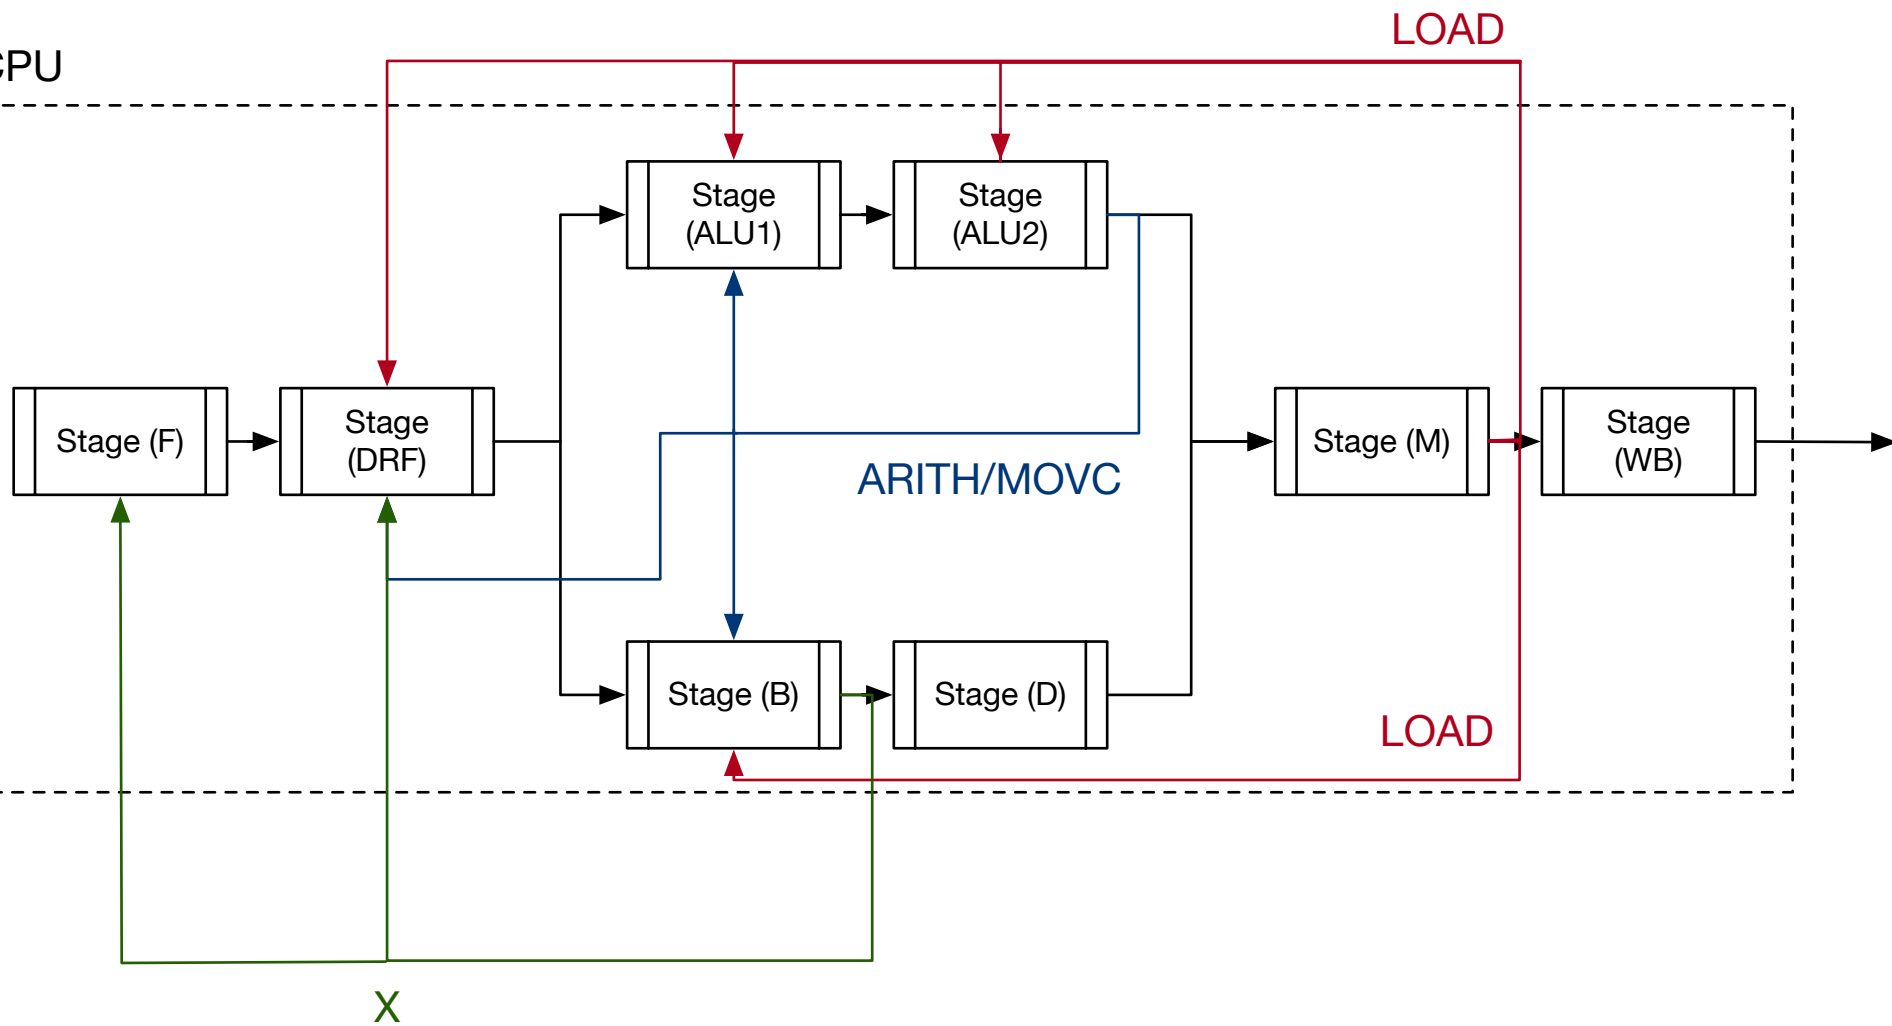 LOAD
CPU
Stage
(ALU1)
Stage
(ALU2)
Stage (F)
Stage
(DRF)
ARITH/MOVC
Stage (M)
Stage
(WB)
Stage (B)
Stage (D)
LOAD
X